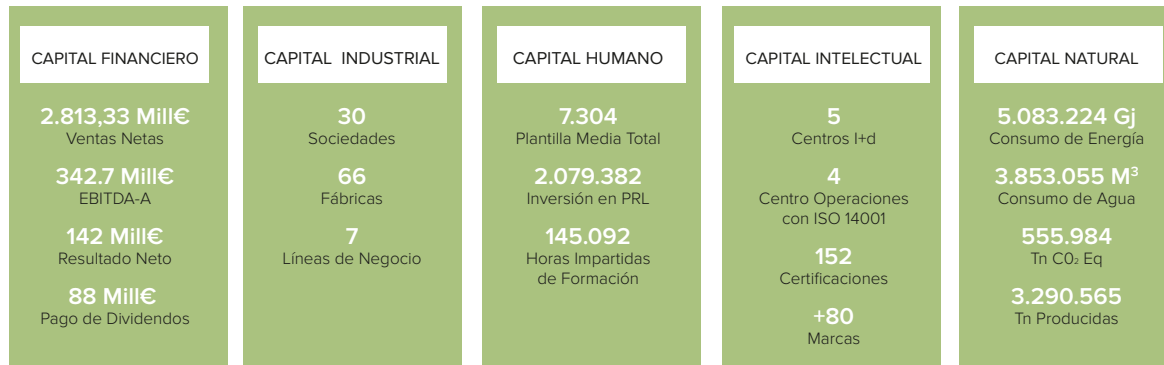 CAPITAL FINANCIERO
2.813,33 Mill€
Ventas Netas
342.7 Mill€
EBITDA-A
142 Mill€
Resultado Neto
88 Mill€
Pago de Dividendos
CAPITAL INDUSTRIAL
30
Sociedades
66
Fábricas
7
Líneas de Negocio
CAPITAL HUMANO
7.304
Plantilla Media Total
2.079.382
Inversión en PRL
145.092
Horas Impartidas
de Formación
CAPITAL INTELECTUAL
5
Centros I+d
4
Centro Operaciones
con ISO 14001
152
Certificaciones
+80
Marcas
CAPITAL NATURAL
5.083.224 Gj
Consumo de Energía
3.853.055 M³
Consumo de Agua
555.984
Tn C0₂ Eq
3.290.565
Tn Producidas